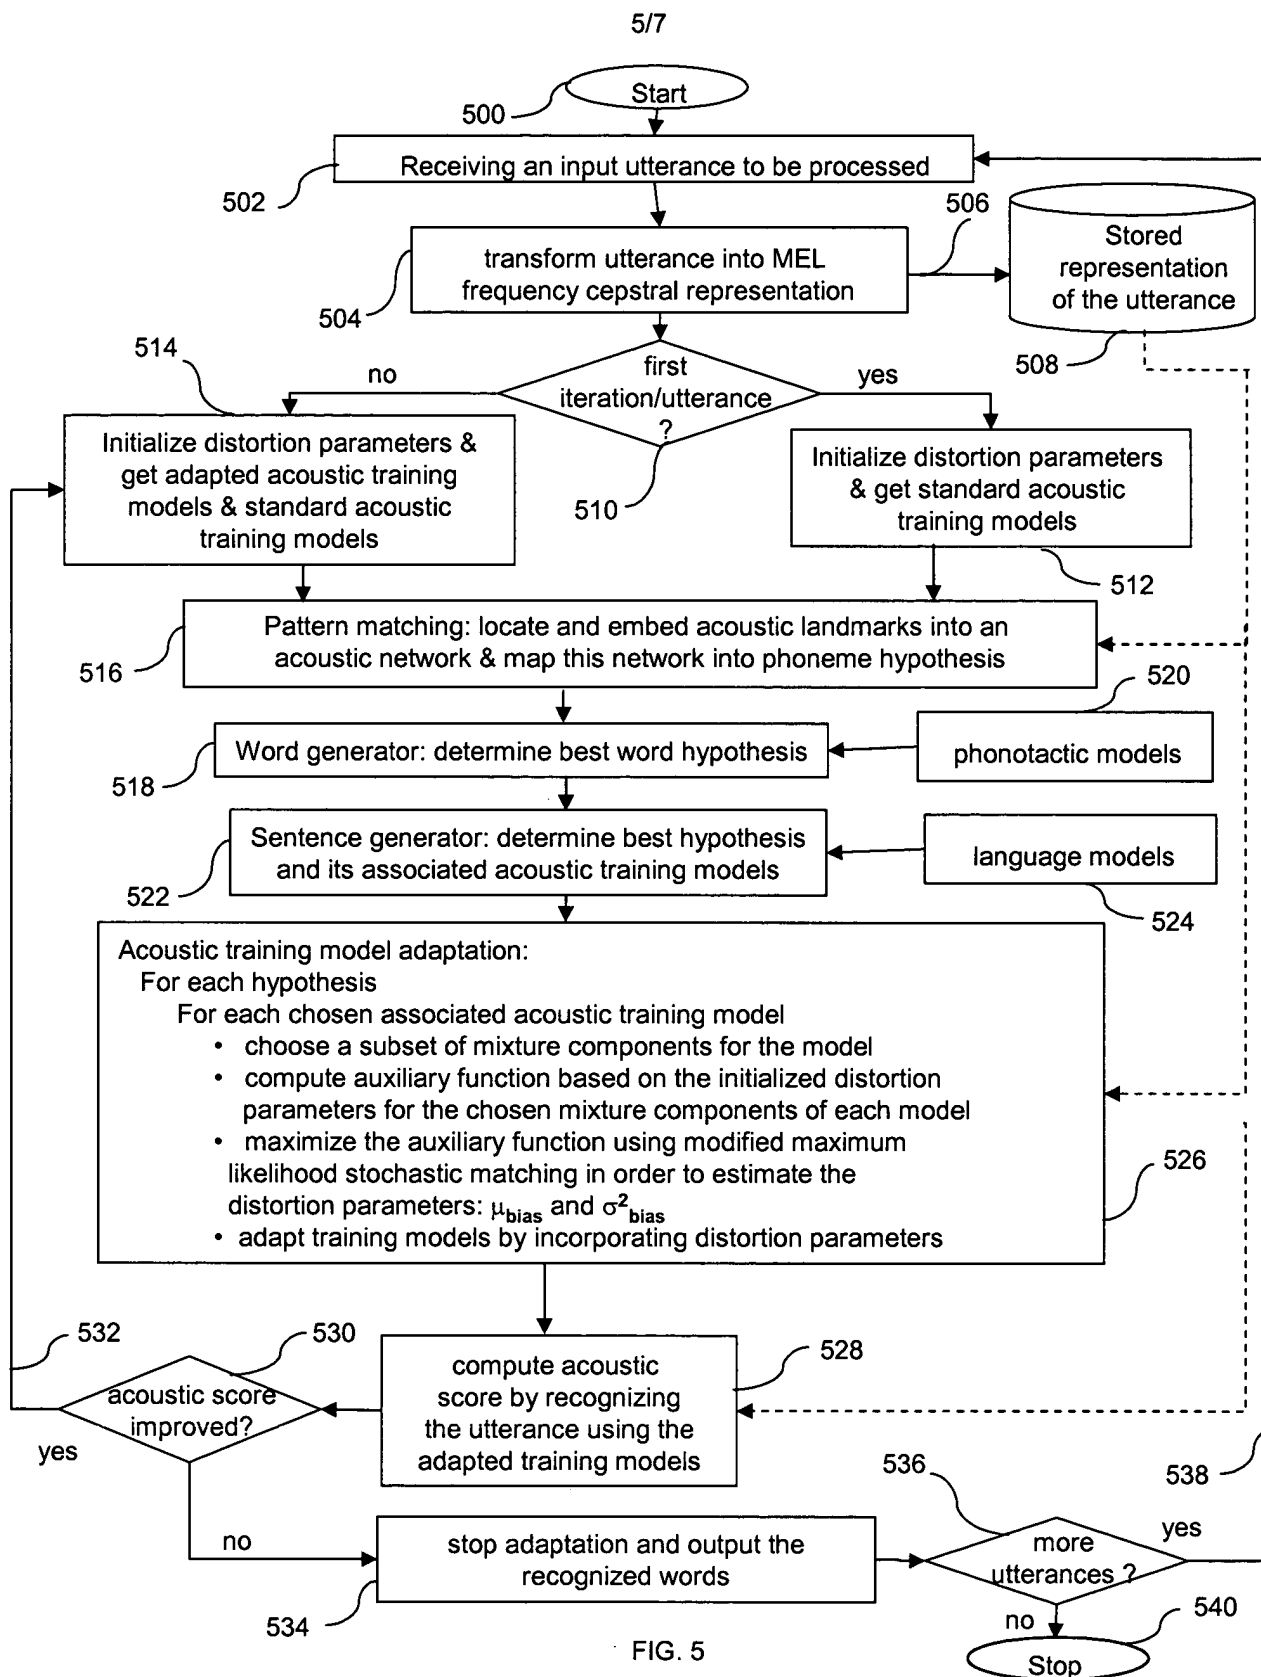 5/7
Start
500
Receiving an input utterance to be processed
502
506
transform utterance into MEL
frequency cepstral representation
504
Stored
representation
of the utterance
508
514
no
first
iteration/utterance
?
yes
510
Initialize distortion parameters &
get adapted acoustic training
models & standard acoustic
training models
Initialize distortion parameters
& get standard acoustic
training models
512
Pattern matching: locate and embed acoustic landmarks into an
acoustic network & map this network into phoneme hypothesis
516
520
Word generator: determine best word hypothesis
phonotactic models
518
Sentence generator: determine best hypothesis
and its associated acoustic training models
language models
522
524
Acoustic training model adaptation:
For each hypothesis
For each chosen associated acoustic training model
• choose a subset of mixture components for the model
• compute auxiliary function based on the initialized distortion
parameters for the chosen mixture components of each model
• maximize the auxiliary function using modified maximum
likelihood stochastic matching in order to estimate the
distortion parameters: μbias and σ²bias
• adapt training models by incorporating distortion parameters
526
532
530
acoustic score
improved?
yes
compute acoustic
score by recognizing
the utterance using the
adapted training models
528
538
no
stop adaptation and output the
recognized words
534
536
more
utterances ?
yes
no
540
Stop
FIG. 5